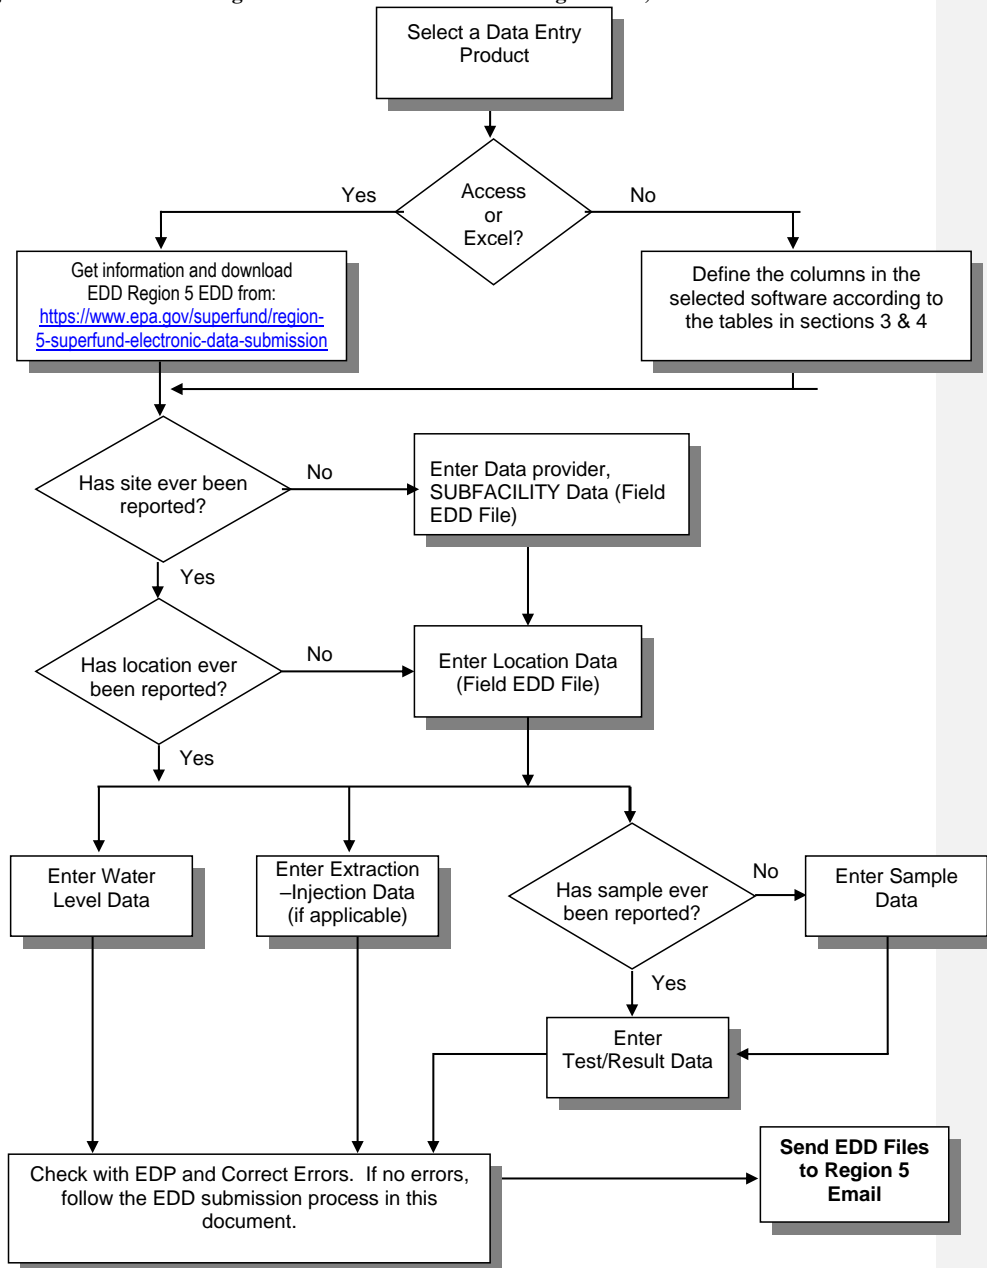 Select a Data Entry
Product
Access
or
Excel?
Yes
No
Get information and download
EDD Region 5 EDD from:
https://www.epa.gov/superfund/region-
5-superfund-electronic-data-submission
Define the columns in the
selected software according to
the tables in sections 3 & 4
Has site ever been
reported?
No
Enter Data provider,
SUBFACILITY Data (Field
EDD File)
Yes
Has location ever
been reported?
No
Enter Location Data
(Field EDD File)
Yes
Enter Water
Level Data
Enter Extraction
–Injection Data
(if applicable)
Has sample ever
been reported?
No
Enter Sample
Data
Yes
Enter
Test/Result Data
Check with EDP and Correct Errors.  If no errors,
follow the EDD submission process in this
document.
Send EDD Files
to Region 5
Email